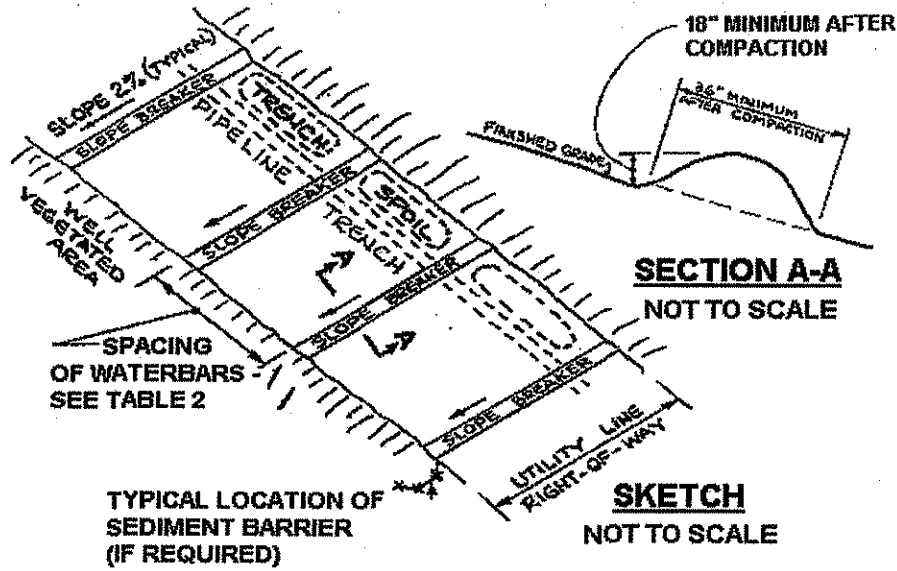 18" MINIMUM AFTER
COMPACTION
36" MINIMUM
AFTER COMPACTION
FINISHED GRADE
SECTION A-A
NOT TO SCALE
SLOPE 2% (TYPICAL)
SLOPE BREAKER
TRENCH
PIPELINE
SLOPE BREAKER
SPOIL
TRENCH
WELL
VEGETATED
AREA
A
SLOPE BREAKER
A
SLOPE BREAKER
SPACING
OF WATERBARS -
SEE TABLE 2
UTILITY LINE
RIGHT-OF-WAY
TYPICAL LOCATION OF
SEDIMENT BARRIER
(IF REQUIRED)
SKETCH
NOT TO SCALE